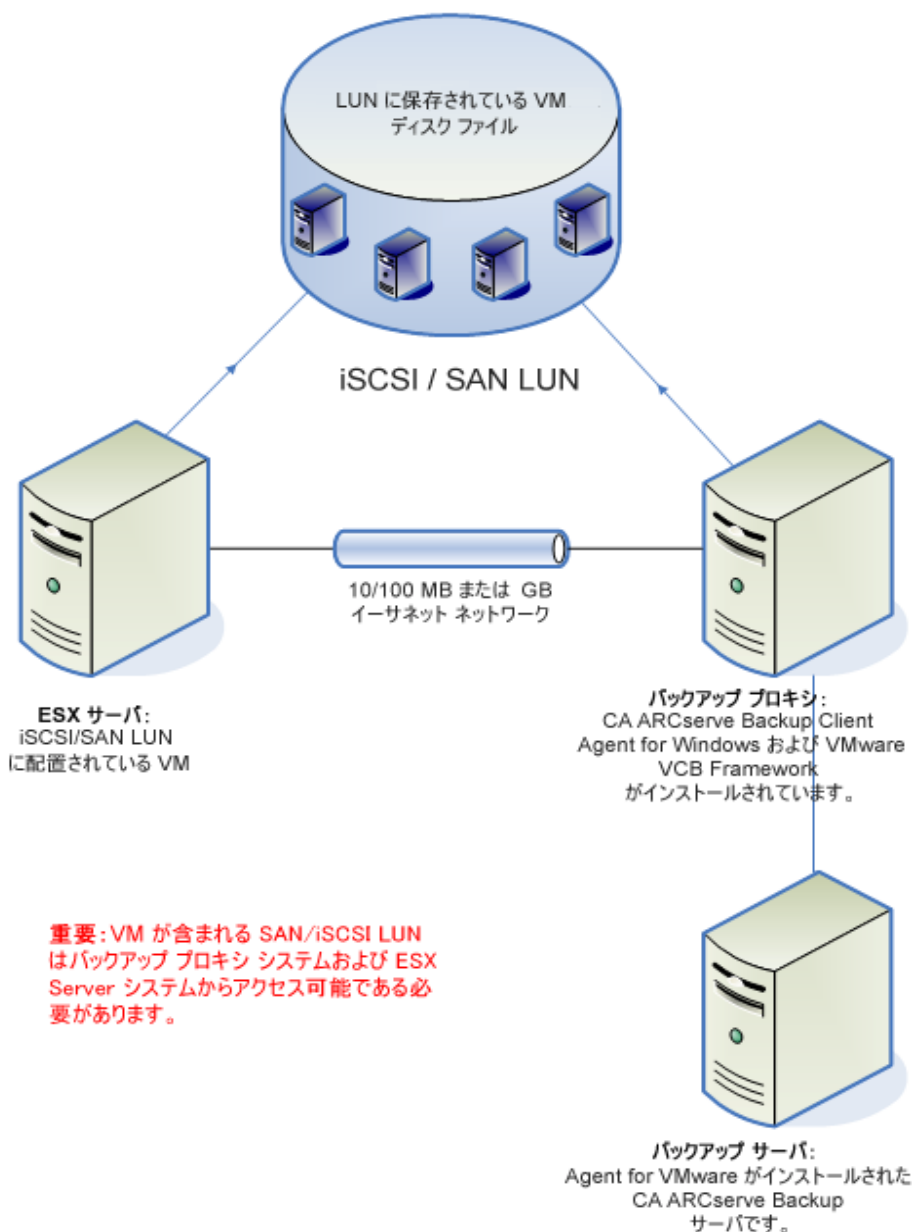 LUN に保存されている VM
ディスク ファイル
iSCSI / SAN LUN
10/100 MB または GB
イーサネット ネットワーク
ESX サーバ:
iSCSI/SAN LUN
に配置されている VM
バックアップ プロキシ:
CA ARCserve Backup Client
Agent for Windows および VMware
VCB Framework
がインストールされています。
重要:VM が含まれる SAN/iSCSI LUN
はバックアップ プロキシ システムおよび ESX
Server システムからアクセス可能である必
要があります。
バックアップ サーバ:
Agent for VMware がインストールされた
CA ARCserve Backup
サーバです。